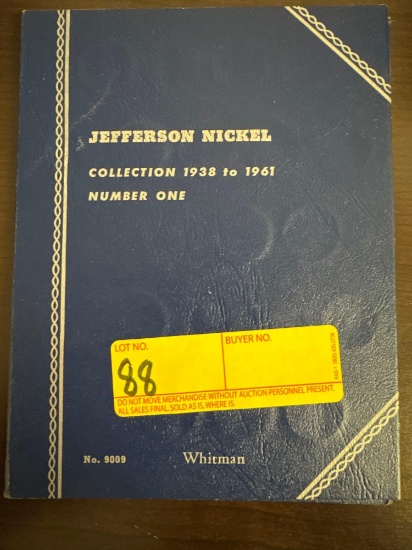 JEFFERSON NICKEL
COLLECTION 1938 to 1961
NUMBER ONE
LOT NO.
BUYER NO.
88
DO NOT MOVE MERCHANDISE WITHOUT AUCTION PERSONNEL PRESENT.
ALL SALES FINAL, SOLD AS IS, WHERE IS.
No. 9009
Whitman